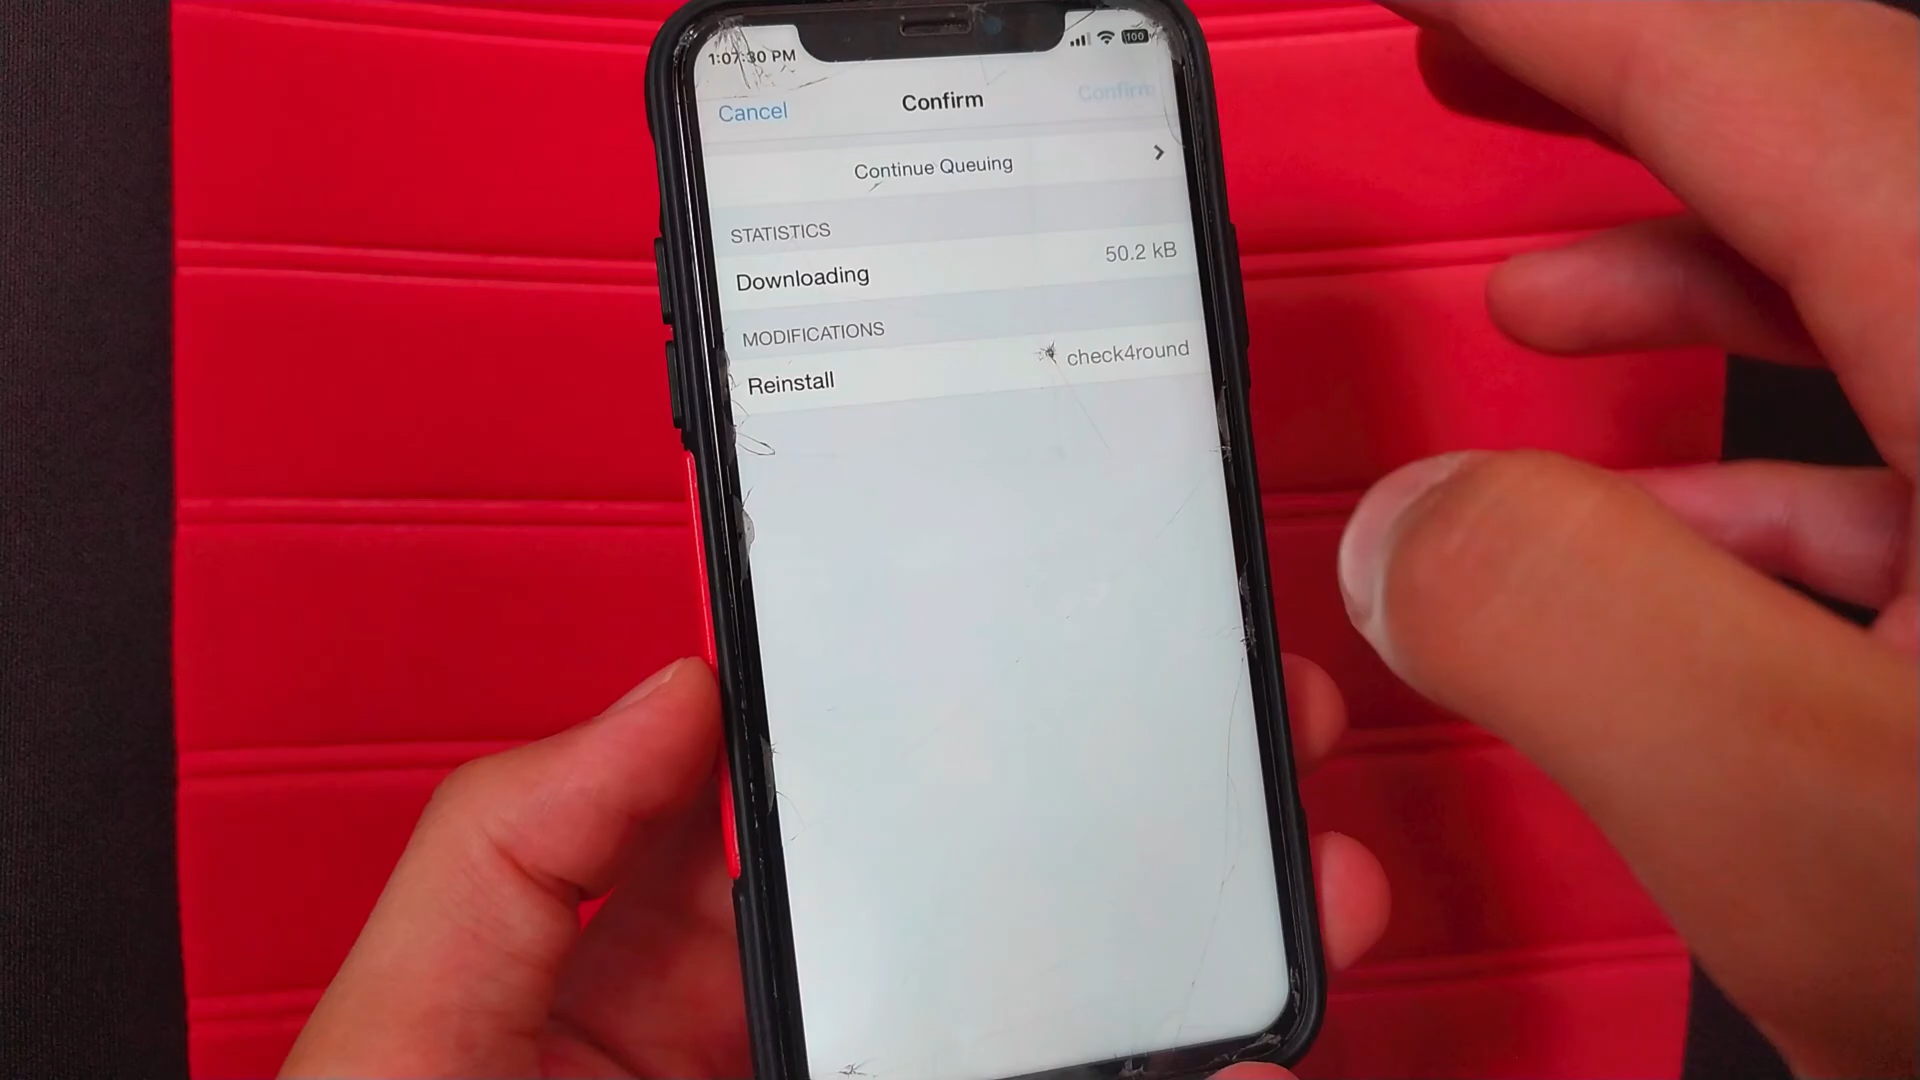 1:07:30 PM
100
Cancel
Confirm
Confirm
Continue Queuing
STATISTICS
Downloading
50.2 kB
MODIFICATIONS
Reinstall
check4round